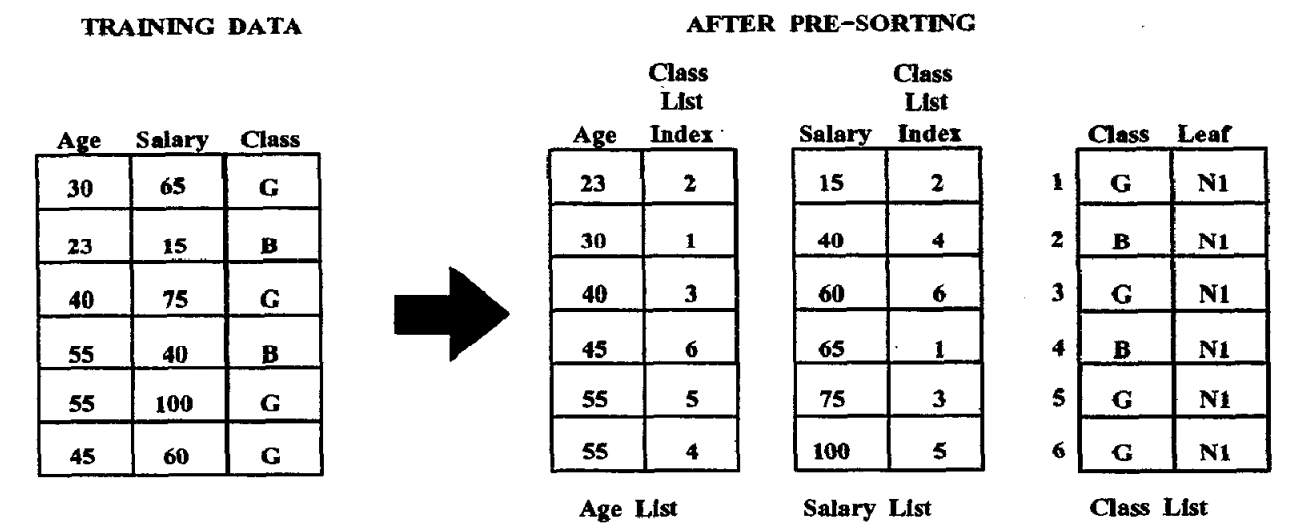 TRAINING DATA
AFTER PRE-SORTING
Age Salary Class
30 65 G
23 15 B
40 75 G
55 40 B
55 100 G
45 60 G
Class
List
Age Index
23 2
30 1
40 3
45 6
55 5
55 4
Age List
Class
List
Salary Index
15 2
40 4
60 6
65 1
75 3
100 5
Salary List
Class Leaf
1 G N1
2 B N1
3 G N1
4 B N1
5 G N1
6 G N1
Class List